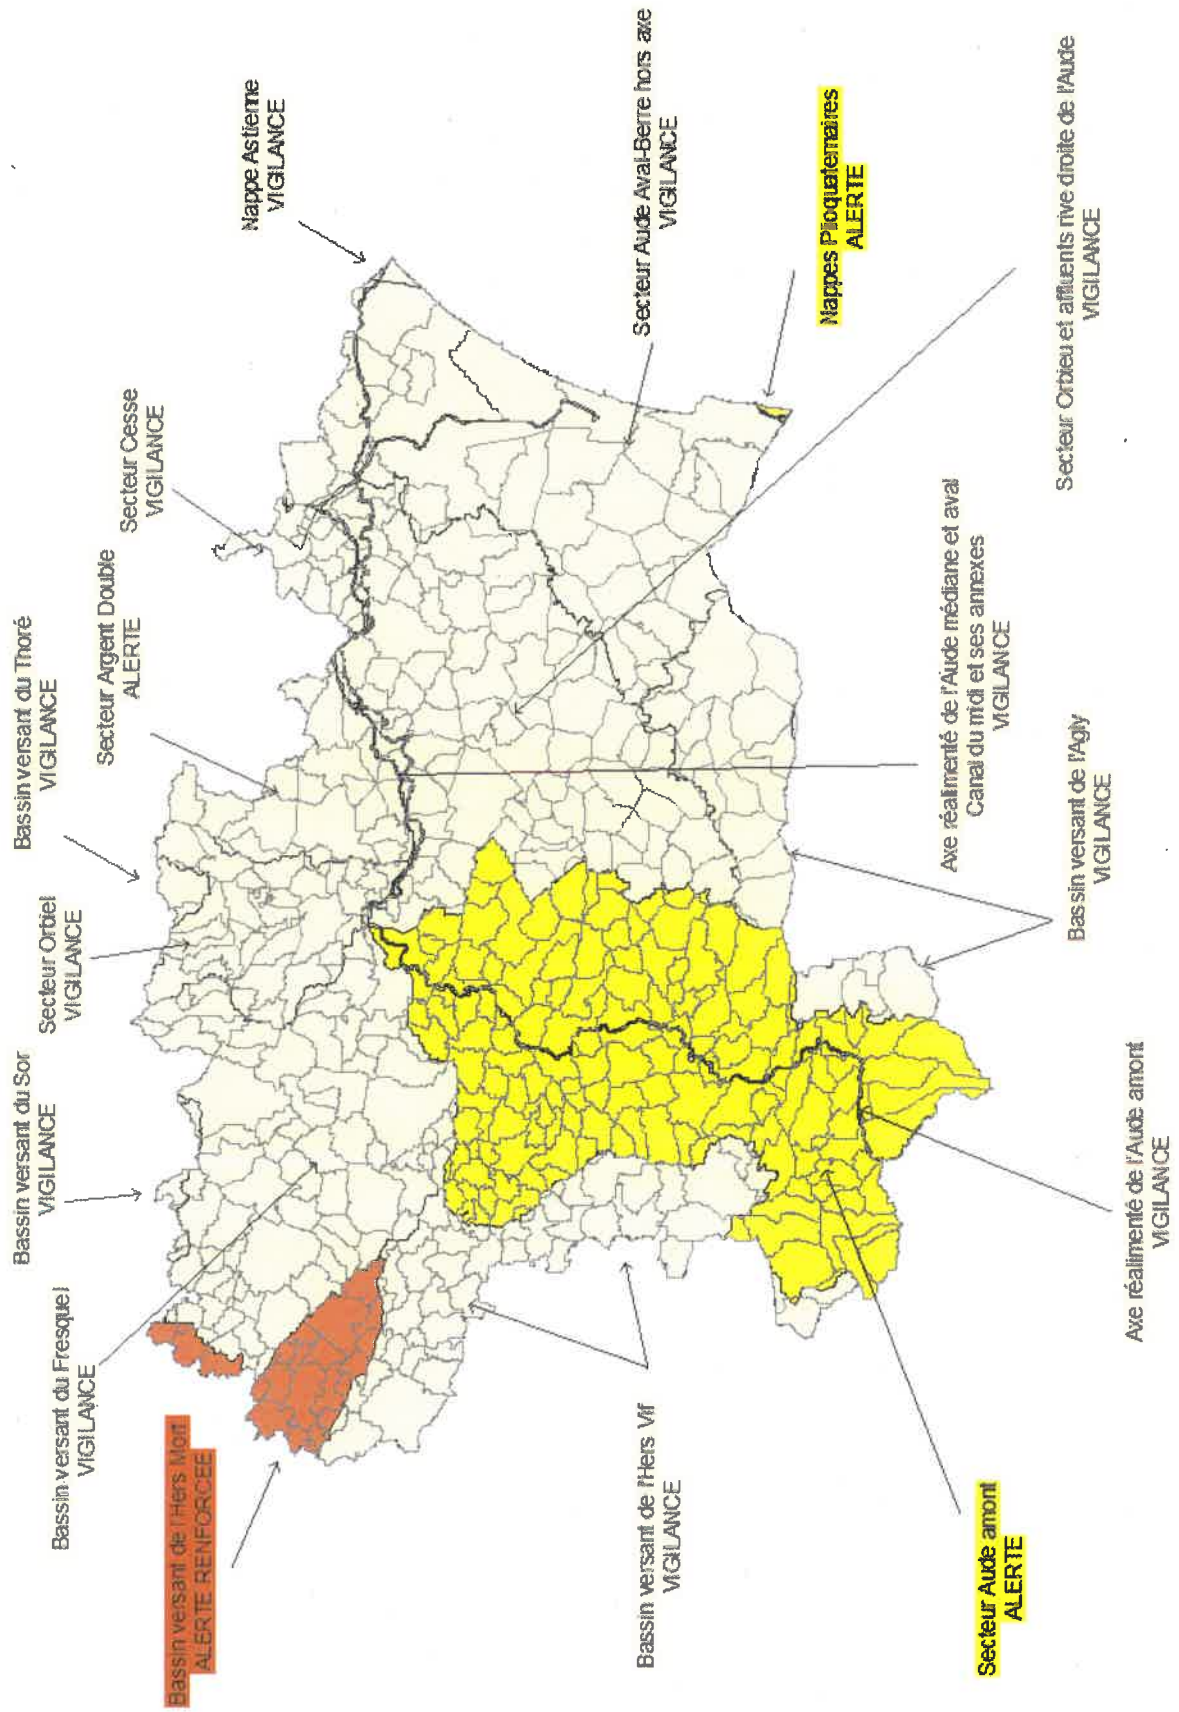 Bassin versant du Thoré
VIGILANCE
Secteur Argent Double
ALERTE
Secteur Cesse
VIGILANCE
Nappe Astienne
VIGILANCE
Secteur Orbiel
VIGILANCE
Bassin versant du Sor
VIGILANCE
Bassin versant du Fresquel
VIGILANCE
Bassin versant de l'Hers Mort
ALERTE RENFORCEE
Secteur Aude Aval-Berre hors axe
VIGILANCE
Nappes Plioquaternaires
ALERTE
Secteur Orbieu et affluents rive droite de l'Aude
VIGILANCE
Axe réalimenté de l'Aude médiane et aval
Canal du midi et ses annexes
VIGILANCE
Bassin versant de l'Agly
VIGILANCE
Axe réalimenté de l'Aude amont
VIGILANCE
Bassin versant de l'Hers Vif
VIGILANCE
Secteur Aude amont
ALERTE